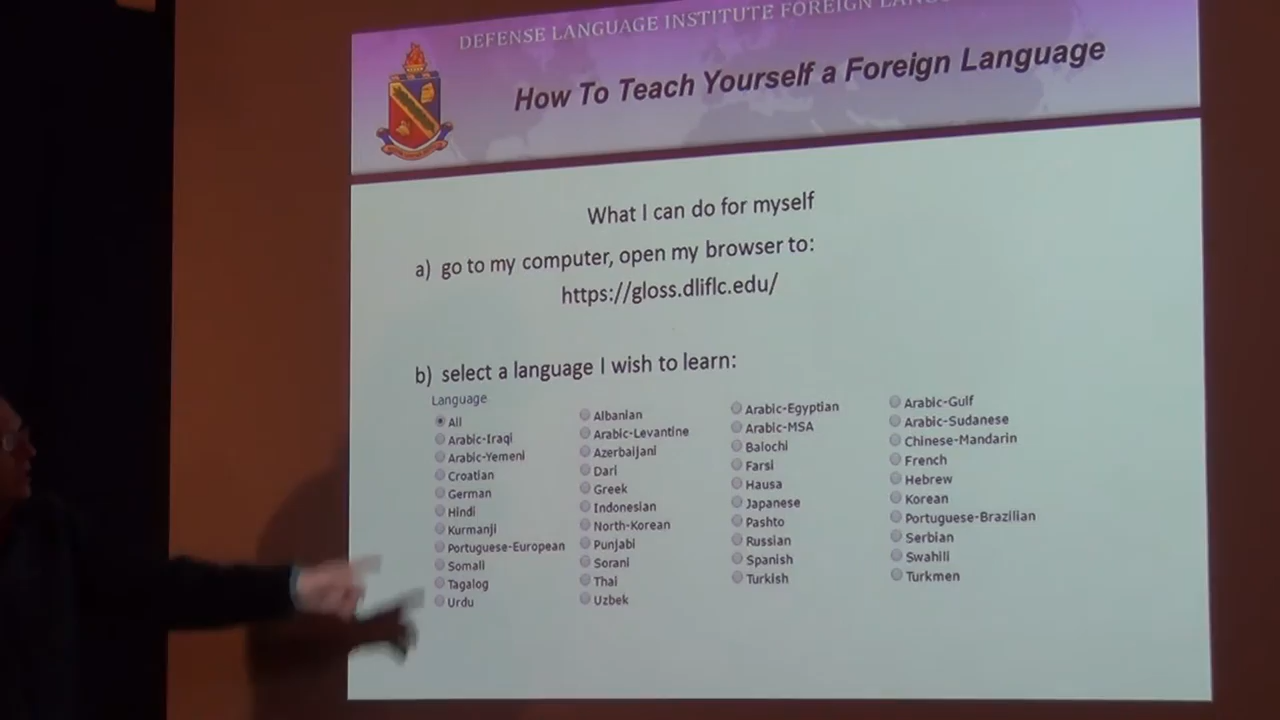 DEFENSE LANGUAGE INSTITUTE FOREIGN
How To Teach Yourself a Foreign Language
What I can do for myself
a) go to my computer, open my browser to:
https://gloss.dliflc.edu/
b) select a language I wish to learn:
Language
All Albanian Arabic-Egyptian Arabic-Gulf
Arabic-Iraqi Arabic-Levantine Arabic-MSA Arabic-Sudanese
Arabic-Yemeni Azerbaijani Balochi Chinese-Mandarin
Croatian Dari Farsi French
German Greek Hausa Hebrew
Hindi Indonesian Japanese Korean
Kurmanji North-Korean Pashto Portuguese-Brazilian
Portuguese-European Punjabi Russian Serbian
Somali Sorani Spanish Swahili
Tagalog Thai Turkish Turkmen
Urdu Uzbek